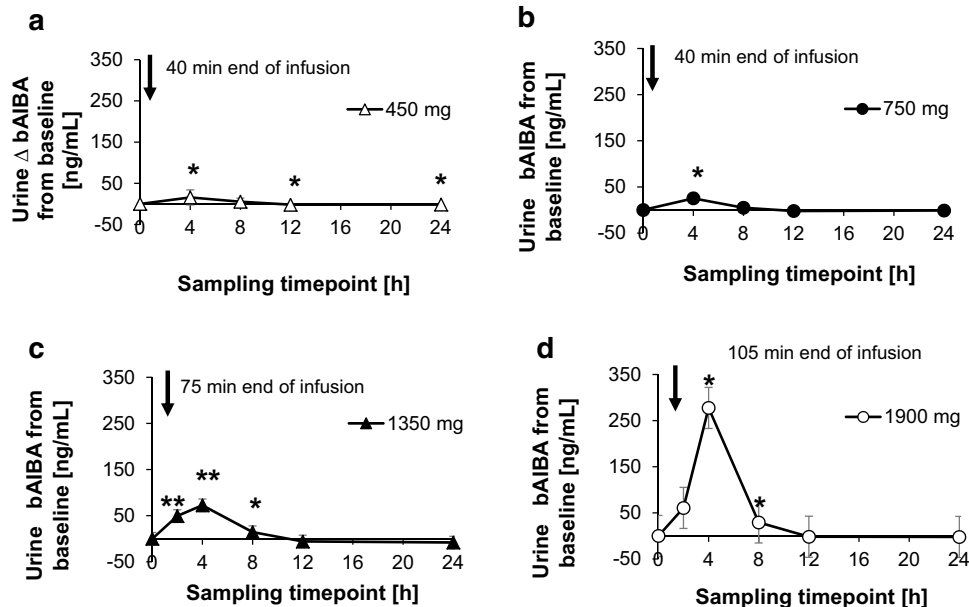 a
350
250
150
50
-50
Urine Δ bAIBA
from baseline
[ng/mL]
40 min end of infusion
450 mg
*
*
*
0 4 8 12 16 20 24
Sampling timepoint [h]
b
350
250
150
50
-50
Urine bAIBA from
baseline [ng/mL]
40 min end of infusion
750 mg
*
0 4 8 12 16 20 24
Sampling timepoint [h]
c
350
250
150
50
-50
Urine bAIBA from
baseline [ng/mL]
75 min end of infusion
1350 mg
**
**
*
0 4 8 12 16 20 24
Sampling timepoint [h]
d
350
250
150
50
-50
Urine bAIBA from
baseline [ng/mL]
105 min end of infusion
1900 mg
*
*
0 4 8 12 16 20 24
Sampling timepoint [h]